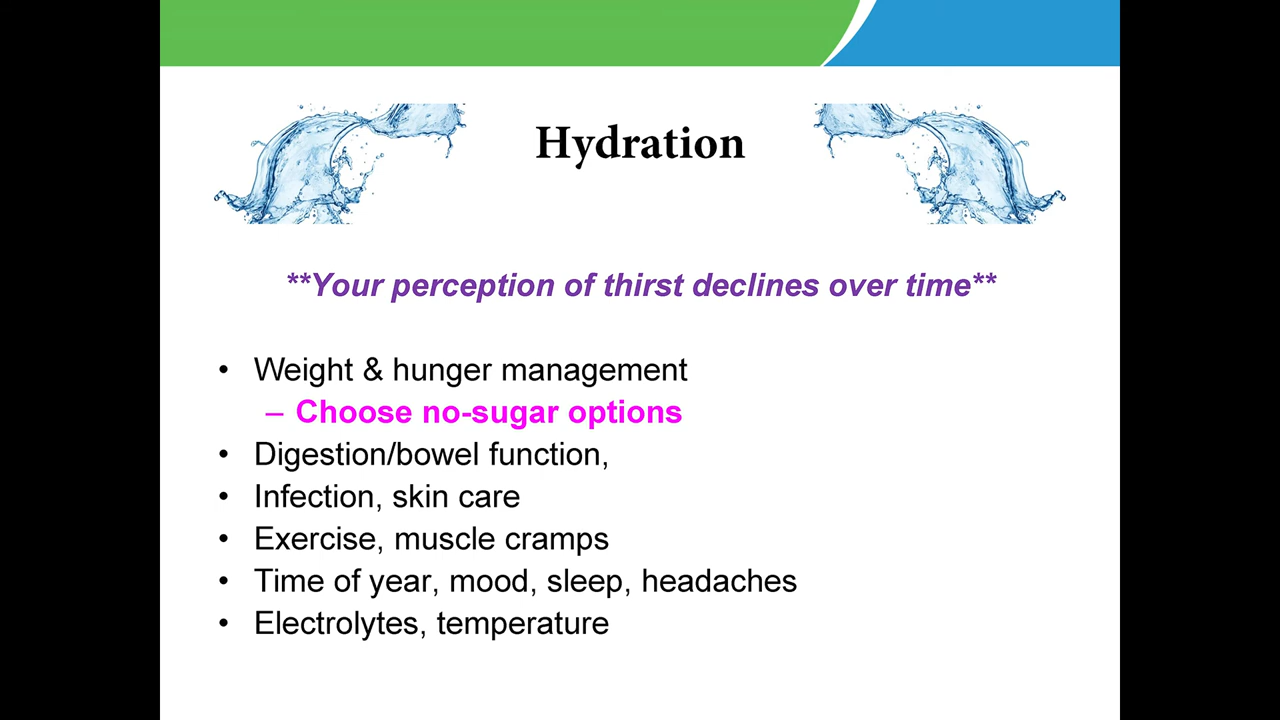 Hydration
**Your perception of thirst declines over time**
• Weight & hunger management
– Choose no-sugar options
• Digestion/bowel function,
• Infection, skin care
• Exercise, muscle cramps
• Time of year, mood, sleep, headaches
• Electrolytes, temperature